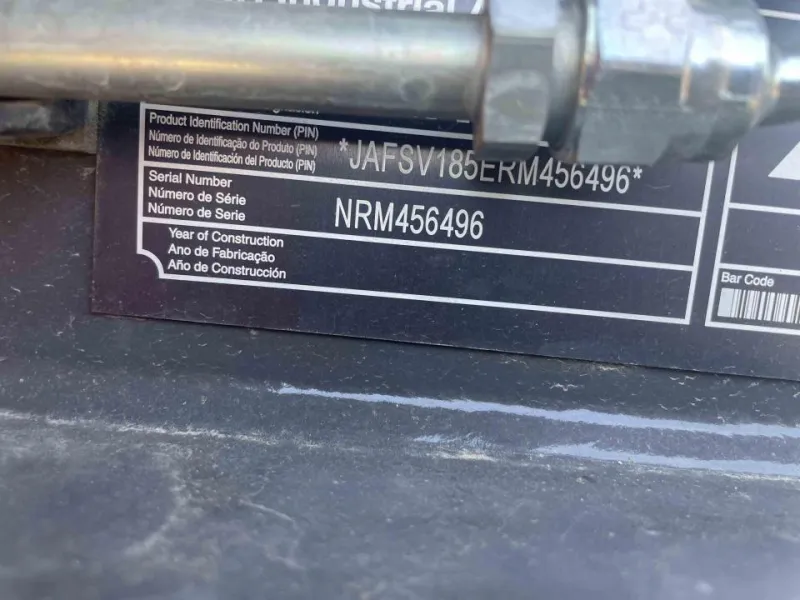 Industrial
Product Identification Number (PIN)
Número de Identificação do Produto (PIN)
Número de Identificación del Producto (PIN)
*JAFSV185ERM456496*
Serial Number
Número de Série
Número de Serie
NRM456496
Year of Construction
Ano de Fabricação
Año de Construcción
Bar Code